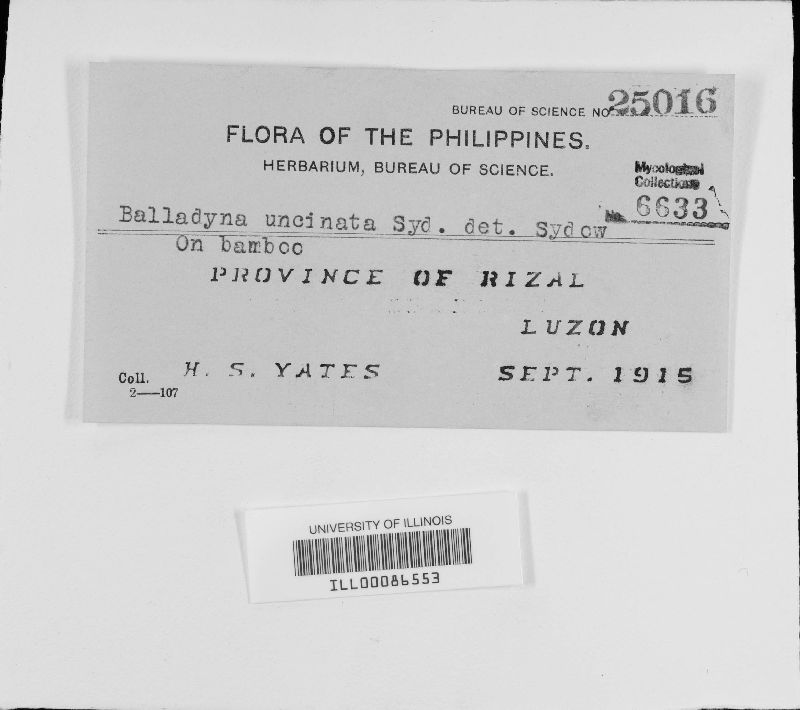 BUREAU OF SCIENCE NO. 25016
FLORA OF THE PHILIPPINES.
HERBARIUM, BUREAU OF SCIENCE.
Mycological
Collections
No. 6633
Balladyna uncinata Syd. det. Sydow
On bamboo
PROVINCE OF RIZAL
LUZON
Coll. H. S. YATES SEPT. 1915
2—107
UNIVERSITY OF ILLINOIS
ILL00086553